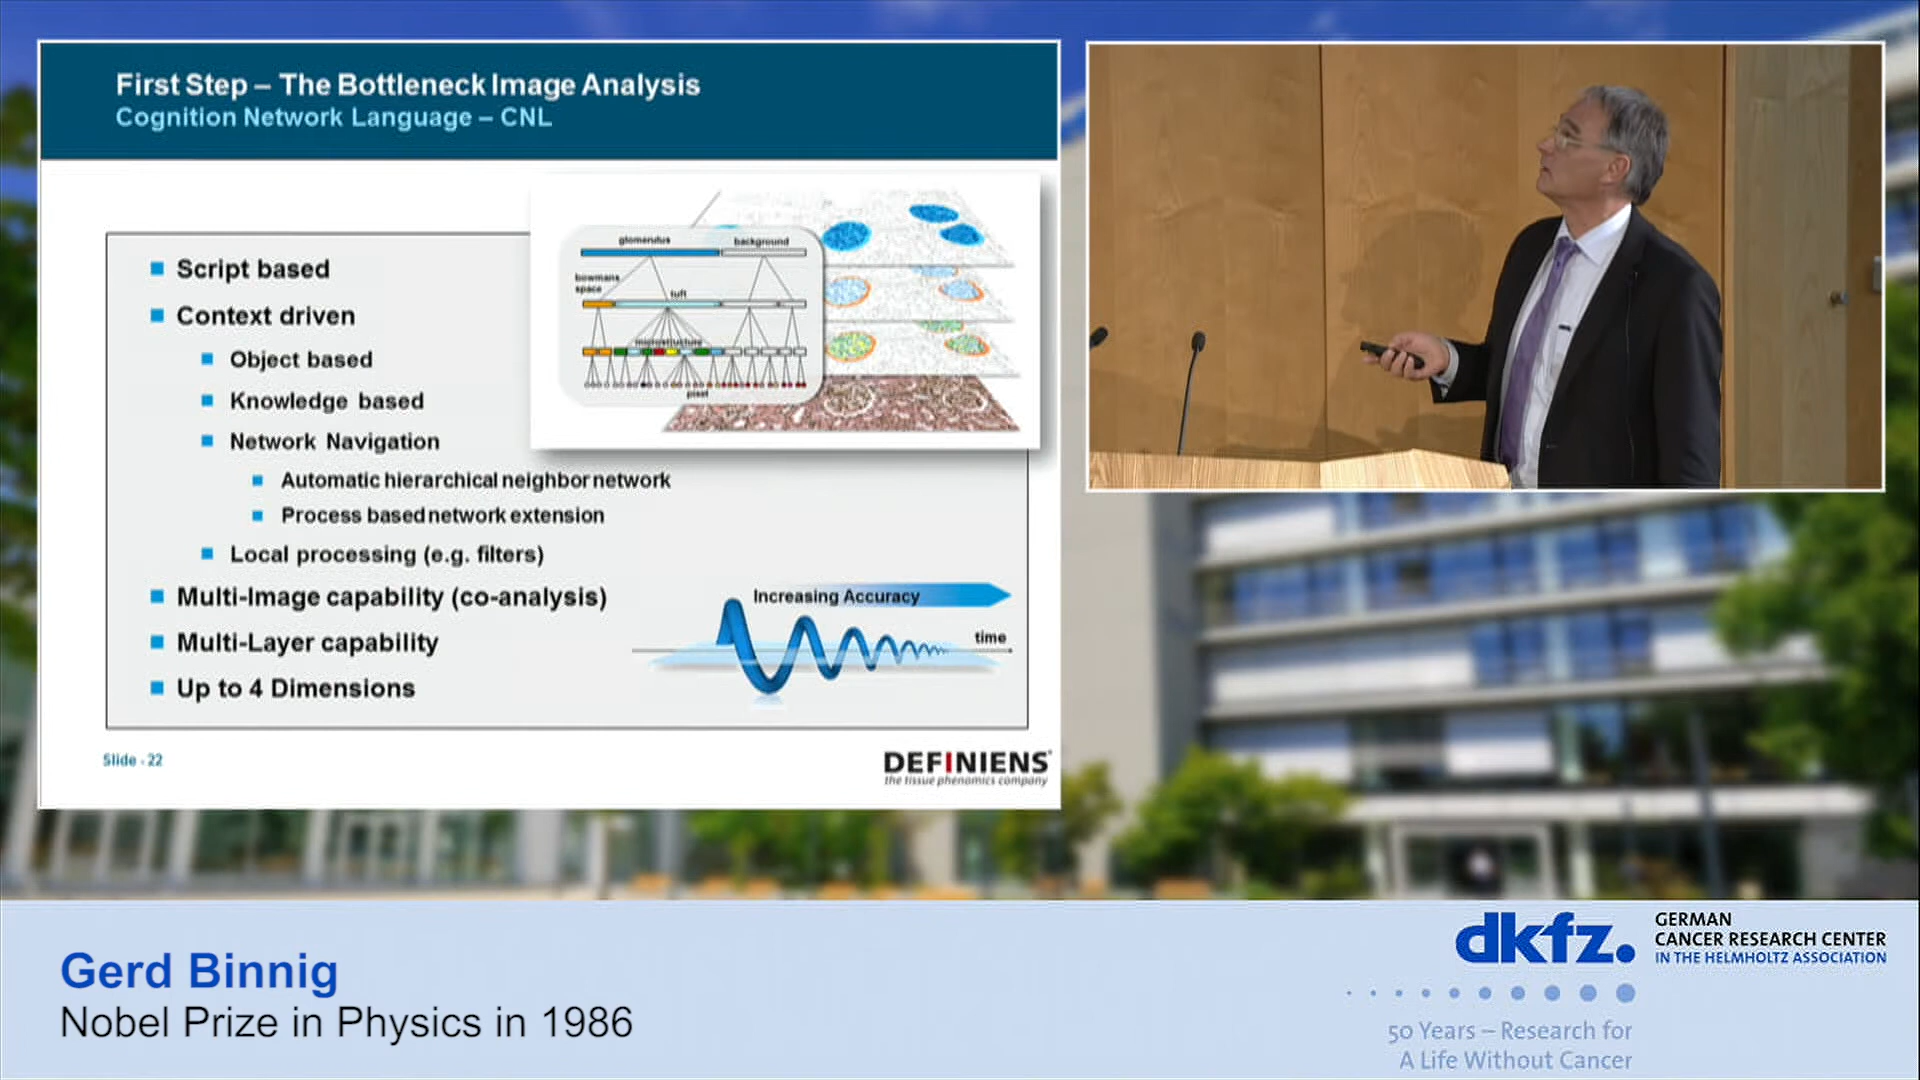 First Step – The Bottleneck Image Analysis
Cognition Network Language – CNL
glomerulus
background
bowmans
space
tuft
microstructure
pixel
Script based
Context driven
Object based
Knowledge based
Network Navigation
Automatic hierarchical neighbor network
Process based network extension
Local processing (e.g. filters)
Multi-Image capability (co-analysis)
Multi-Layer capability
Up to 4 Dimensions
Increasing Accuracy
time
Slide - 22
DEFINIENS
the tissue phenomics company
Gerd Binnig
Nobel Prize in Physics in 1986
dkfz.
GERMAN
CANCER RESEARCH CENTER
IN THE HELMHOLTZ ASSOCIATION
50 Years – Research for
A Life Without Cancer